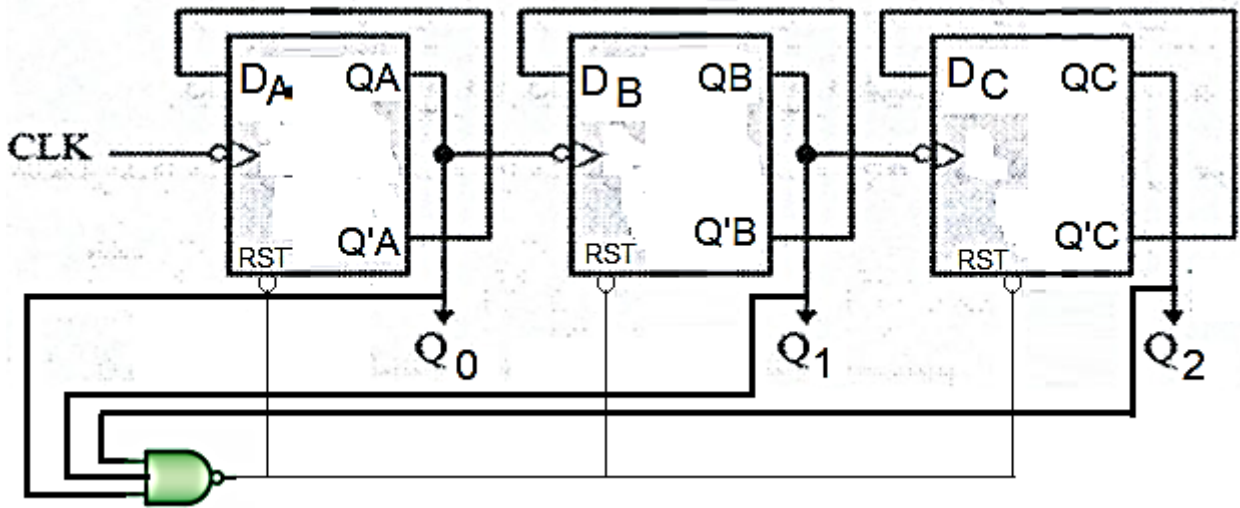 DA QA DB QB DC QC
CLK
Q'A Q'B Q'C
RST RST RST
Q0 Q1 Q2